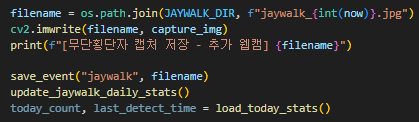 filename = os.path.join(JAYWALK_DIR, f"jaywalk_{int(now)}.jpg")
cv2.imwrite(filename, capture_img)
print(f"[무단횡단자 캡처 저장 - 추가 웹캠] {filename}")
save_event("jaywalk", filename)
update_jaywalk_daily_stats()
today_count, last_detect_time = load_today_stats()